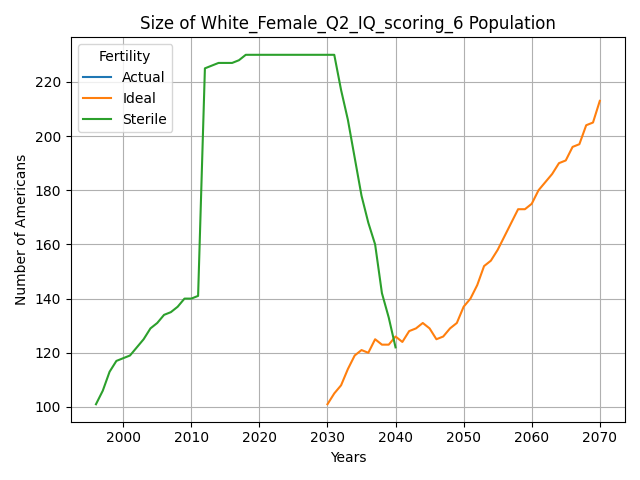 Size of White_Female_Q2_IQ_scoring_6 Population
Fertility
Actual
Ideal
Sterile
Number of Americans
220
200
180
160
140
120
100
2000 2010 2020 2030 2040 2050 2060 2070
Years